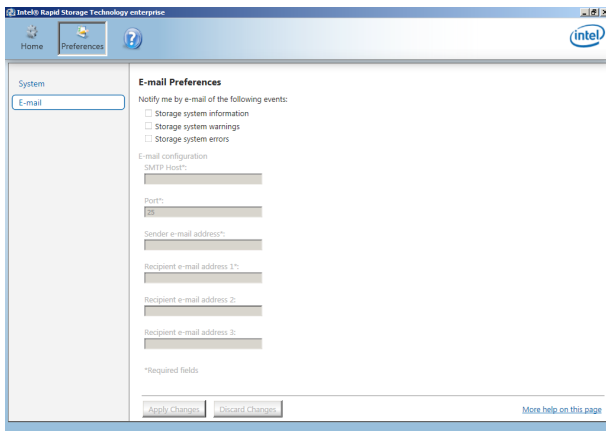 Intel® Rapid Storage Technology enterprise
Home
Preferences
?
intel
System
E-mail
E-mail Preferences
Notify me by e-mail of the following events:
Storage system information
Storage system warnings
Storage system errors
E-mail configuration
SMTP Host*:
Port*:
25
Sender e-mail address*:
Recipient e-mail address 1*:
Recipient e-mail address 2:
Recipient e-mail address 3:
*Required fields
Apply Changes
Discard Changes
More help on this page